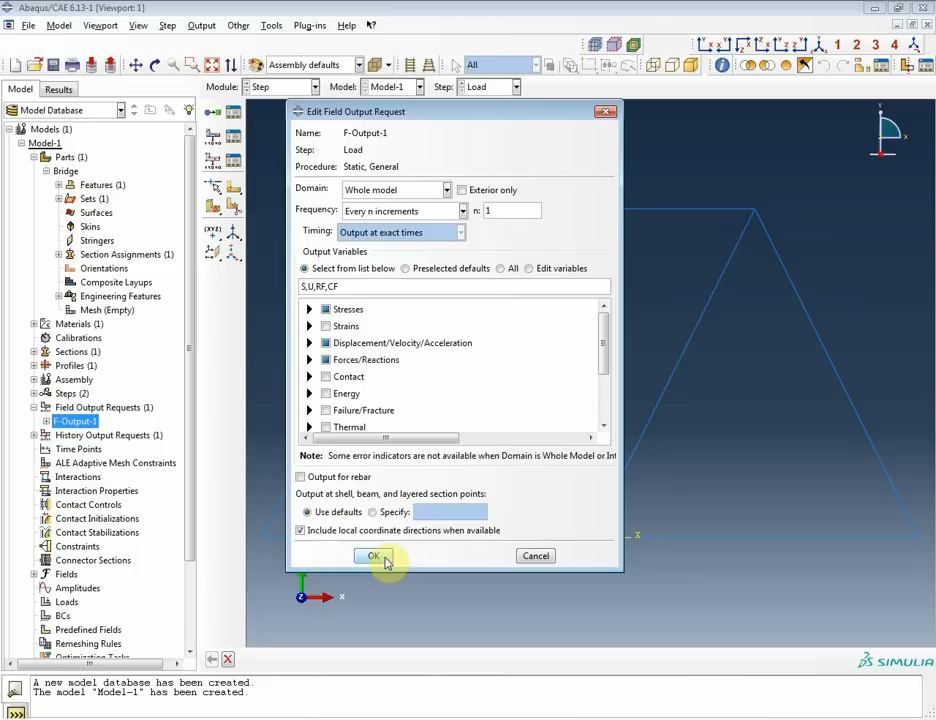 Abaqus/CAE 6.13-1 [Viewport: 1]
File Model Viewport View Step Output Other Tools Plug-ins Help
Assembly defaults All 1 2 3 4
Model Results Module: Step Model: Model-1 Step: Load
Model Database
Models (1)
Model-1
Parts (1)
Bridge
Features (1)
Sets (1)
Surfaces
Skins
Stringers
Section Assignments (1)
Orientations
Composite Layups
Engineering Features
Mesh (Empty)
Materials (1)
Calibrations
Sections (1)
Profiles (1)
Assembly
Steps (2)
Field Output Requests (1)
F-Output-1
History Output Requests (1)
Time Points
ALE Adaptive Mesh Constraints
Interactions
Interaction Properties
Contact Controls
Contact Initializations
Contact Stabilizations
Constraints
Connector Sections
Fields
Amplitudes
Loads
BCs
Predefined Fields
Remeshing Rules
Optimization Tasks
Edit Field Output Request
Name: F-Output-1
Step: Load
Procedure: Static, General
Domain: Whole model Exterior only
Frequency: Every n increments n: 1
Timing: Output at exact times
Output Variables
Select from list below Preselected defaults All Edit variables
S,U,RF,CF
Stresses
Strains
Displacement/Velocity/Acceleration
Forces/Reactions
Contact
Energy
Failure/Fracture
Thermal
Note: Some error indicators are not available when Domain is Whole Model or Int
Output for rebar
Output at shell, beam, and layered section points:
Use defaults Specify:
Include local coordinate directions when available
OK Cancel
Y
X
X
Z X
SIMULIA
A new model database has been created.
The model "Model-1" has been created.
>>>